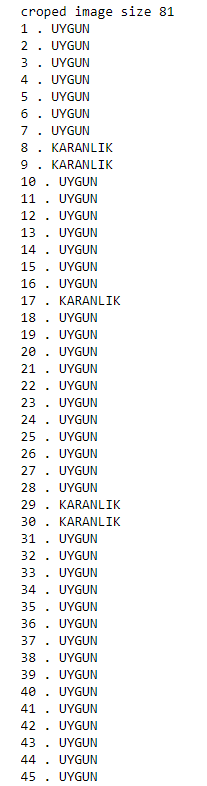 croped image size 81
1 . UYGUN
2 . UYGUN
3 . UYGUN
4 . UYGUN
5 . UYGUN
6 . UYGUN
7 . UYGUN
8 . KARANLIK
9 . KARANLIK
10 . UYGUN
11 . UYGUN
12 . UYGUN
13 . UYGUN
14 . UYGUN
15 . UYGUN
16 . UYGUN
17 . KARANLIK
18 . UYGUN
19 . UYGUN
20 . UYGUN
21 . UYGUN
22 . UYGUN
23 . UYGUN
24 . UYGUN
25 . UYGUN
26 . UYGUN
27 . UYGUN
28 . UYGUN
29 . KARANLIK
30 . KARANLIK
31 . UYGUN
32 . UYGUN
33 . UYGUN
34 . UYGUN
35 . UYGUN
36 . UYGUN
37 . UYGUN
38 . UYGUN
39 . UYGUN
40 . UYGUN
41 . UYGUN
42 . UYGUN
43 . UYGUN
44 . UYGUN
45 . UYGUN